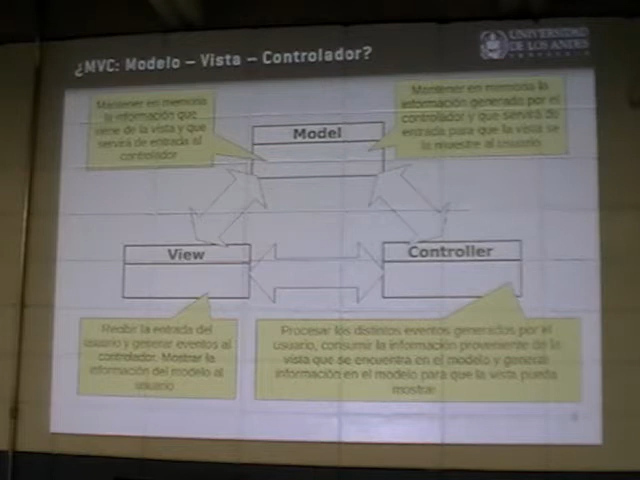 ¿MVC: Modelo – Vista – Controlador?
UNIVERSIDAD
DE LOS ANDES
Mantener en memoria
la información que
viene de la vista y que
servirá de entrada al
controlador
Mantener en memoria la
información generada por el
controlador y que servirá de
entrada para que la vista se
la muestre al usuario
Model
View
Controller
Recibir la entrada del
usuario y generar eventos al
controlador. Mostrar la
información del modelo al
usuario
Procesar los distintos eventos generados por el
usuario, consumir la información proveniente de la
vista que se encuentra en el modelo y generar
información en el modelo para que la vista pueda
mostrar